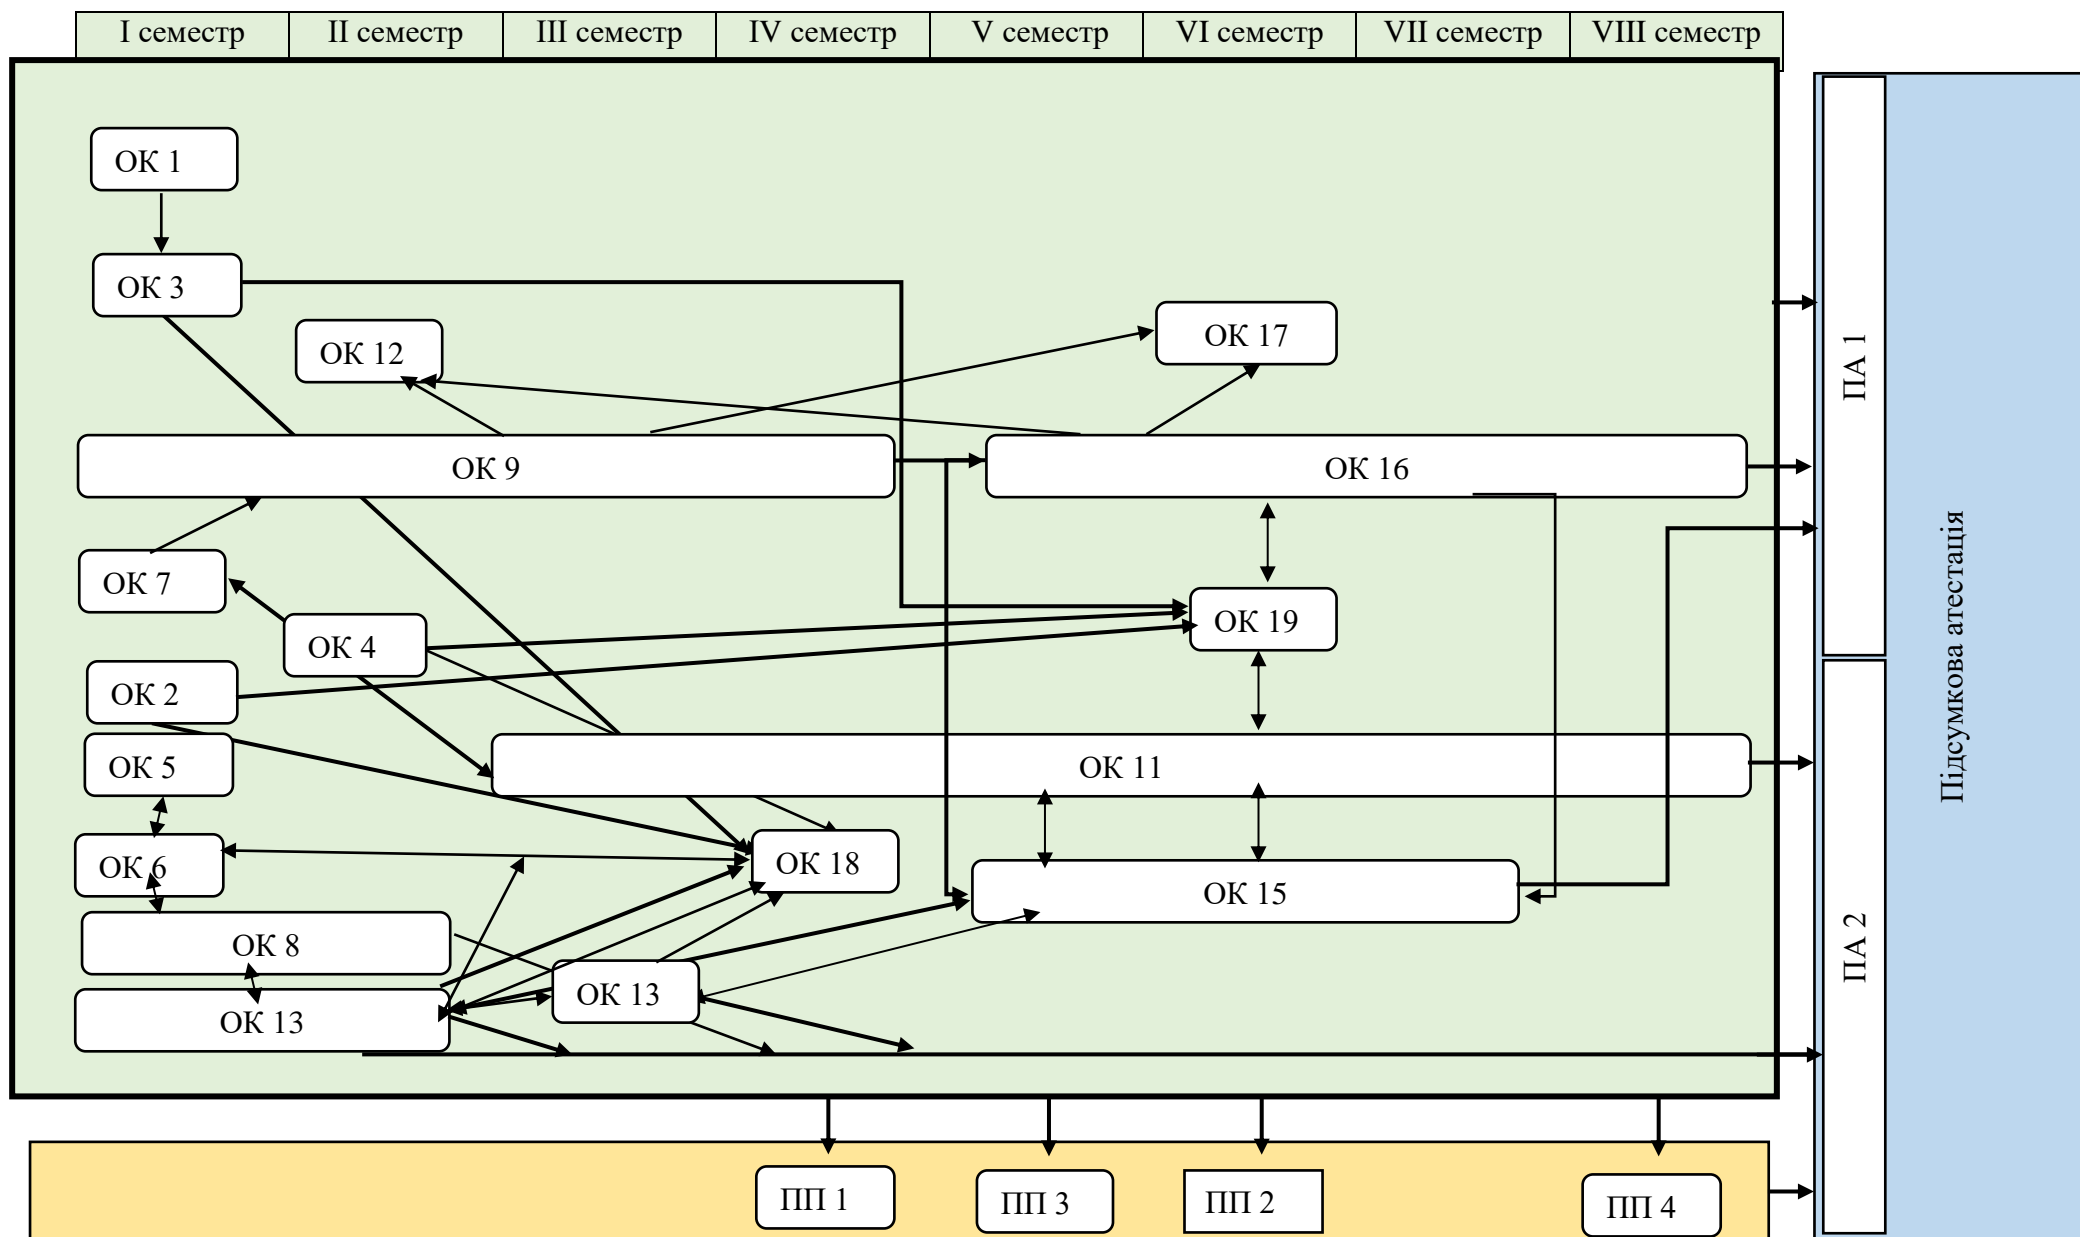 I семестр
II семестр
III семестр
IV семестр
V семестр
VI семестр
VII семестр
VIII семестр
ОК 1
ОК 3
ОК 12
ОК 17
ОК 9
ОК 16
ОК 7
ОК 4
ОК 19
ОК 2
ОК 5
ОК 11
ОК 6
ОК 18
ОК 15
ОК 8
ОК 13
ОК 13
ПП 1
ПП 3
ПП 2
ПП 4
ПА 1
ПА 2
Підсумкова атестація